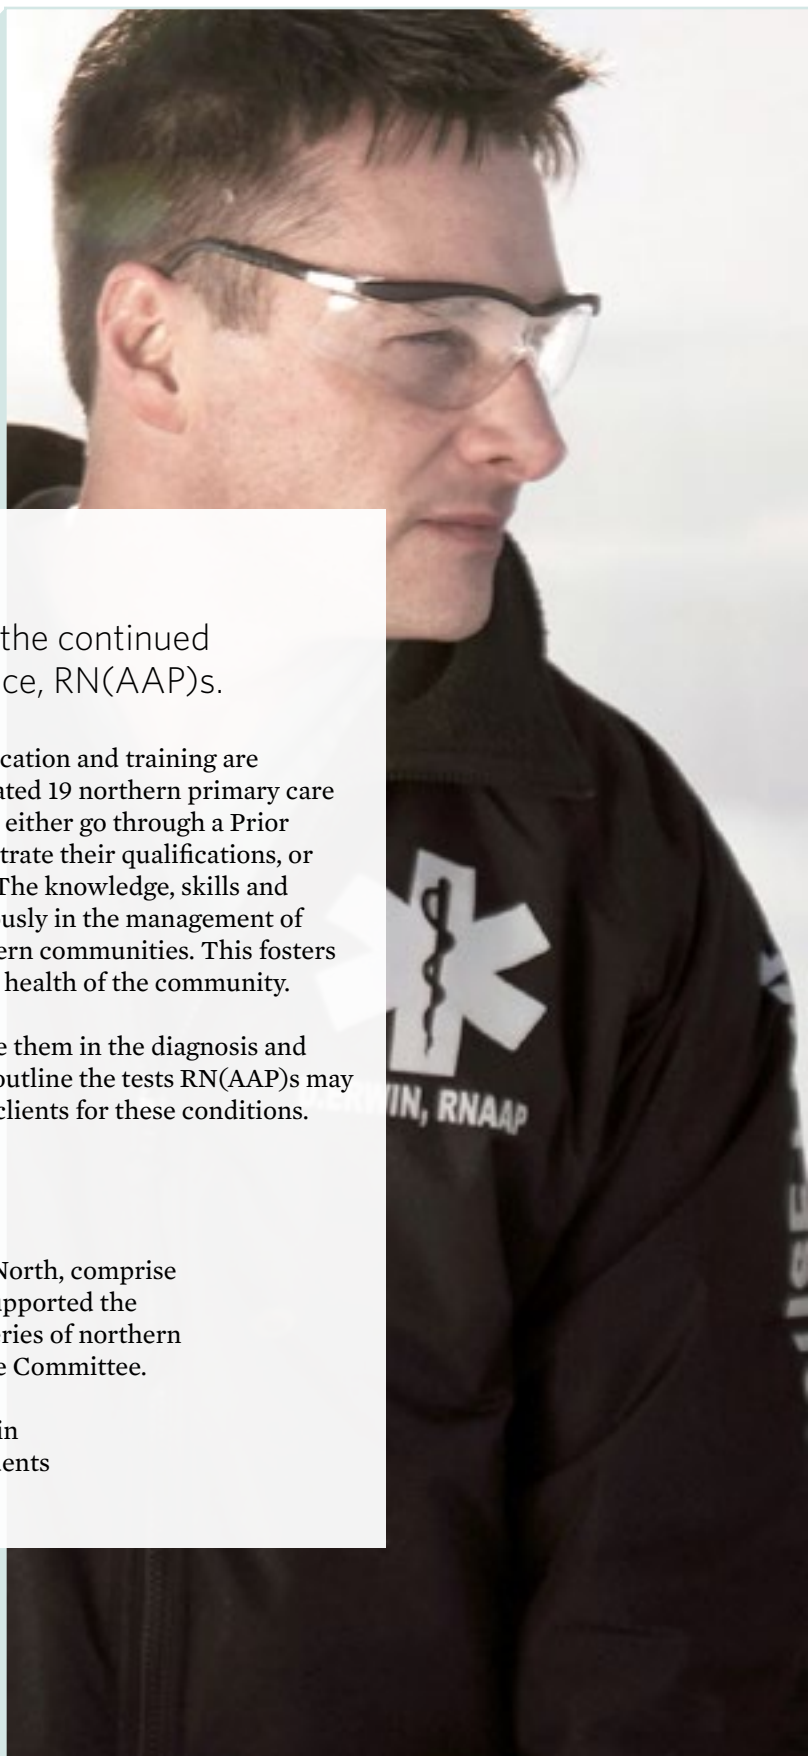 the continued
ce, RN(AAP)s.
cation and training are
ated 19 northern primary care
either go through a Prior
trate their qualifications, or
The knowledge, skills and
ously in the management of
ern communities. This fosters
health of the community.
e them in the diagnosis and
outline the tests RN(AAP)s may
clients for these conditions.
D.ERWIN, RNAAP
North, comprise
upported the
ries of northern
e Committee.
in
ents